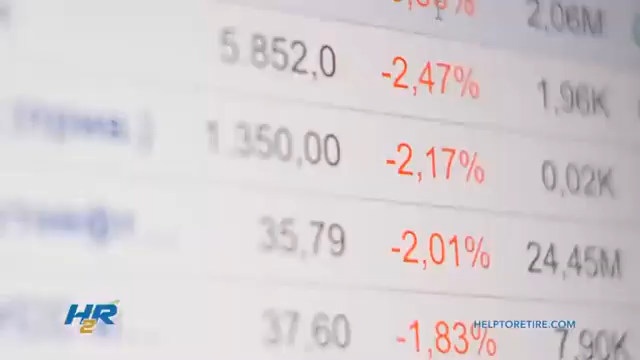 2,06M
5.852,0 -2,47% 1,96K
1.350,00 -2,17% 0,02K
35,79 -2,01% 24,45M
37,60 -1,83% 7,90K
HR2
HELPTORETIRE.COM